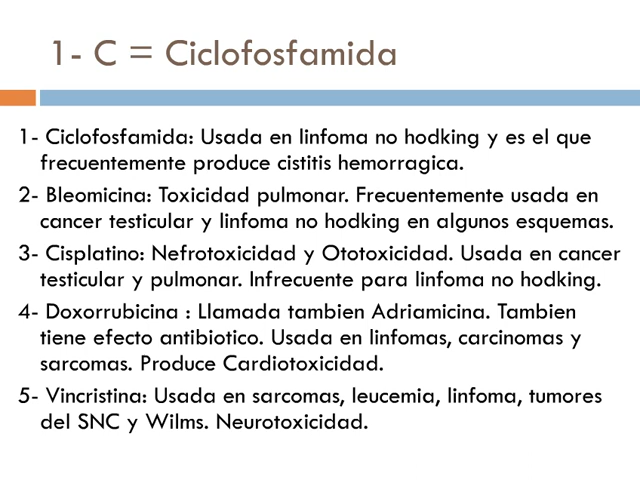 1- C = Ciclofosfamida
1- Ciclofosfamida: Usada en linfoma no hodking y es el que
frecuentemente produce cistitis hemorragica.
2- Bleomicina: Toxicidad pulmonar. Frecuentemente usada en
cancer testicular y linfoma no hodking en algunos esquemas.
3- Cisplatino: Nefrotoxicidad y Ototoxicidad. Usada en cancer
testicular y pulmonar. Infrecuente para linfoma no hodking.
4- Doxorrubicina : Llamada tambien Adriamicina. Tambien
tiene efecto antibiotico. Usada en linfomas, carcinomas y
sarcomas. Produce Cardiotoxicidad.
5- Vincristina: Usada en sarcomas, leucemia, linfoma, tumores
del SNC y Wilms. Neurotoxicidad.